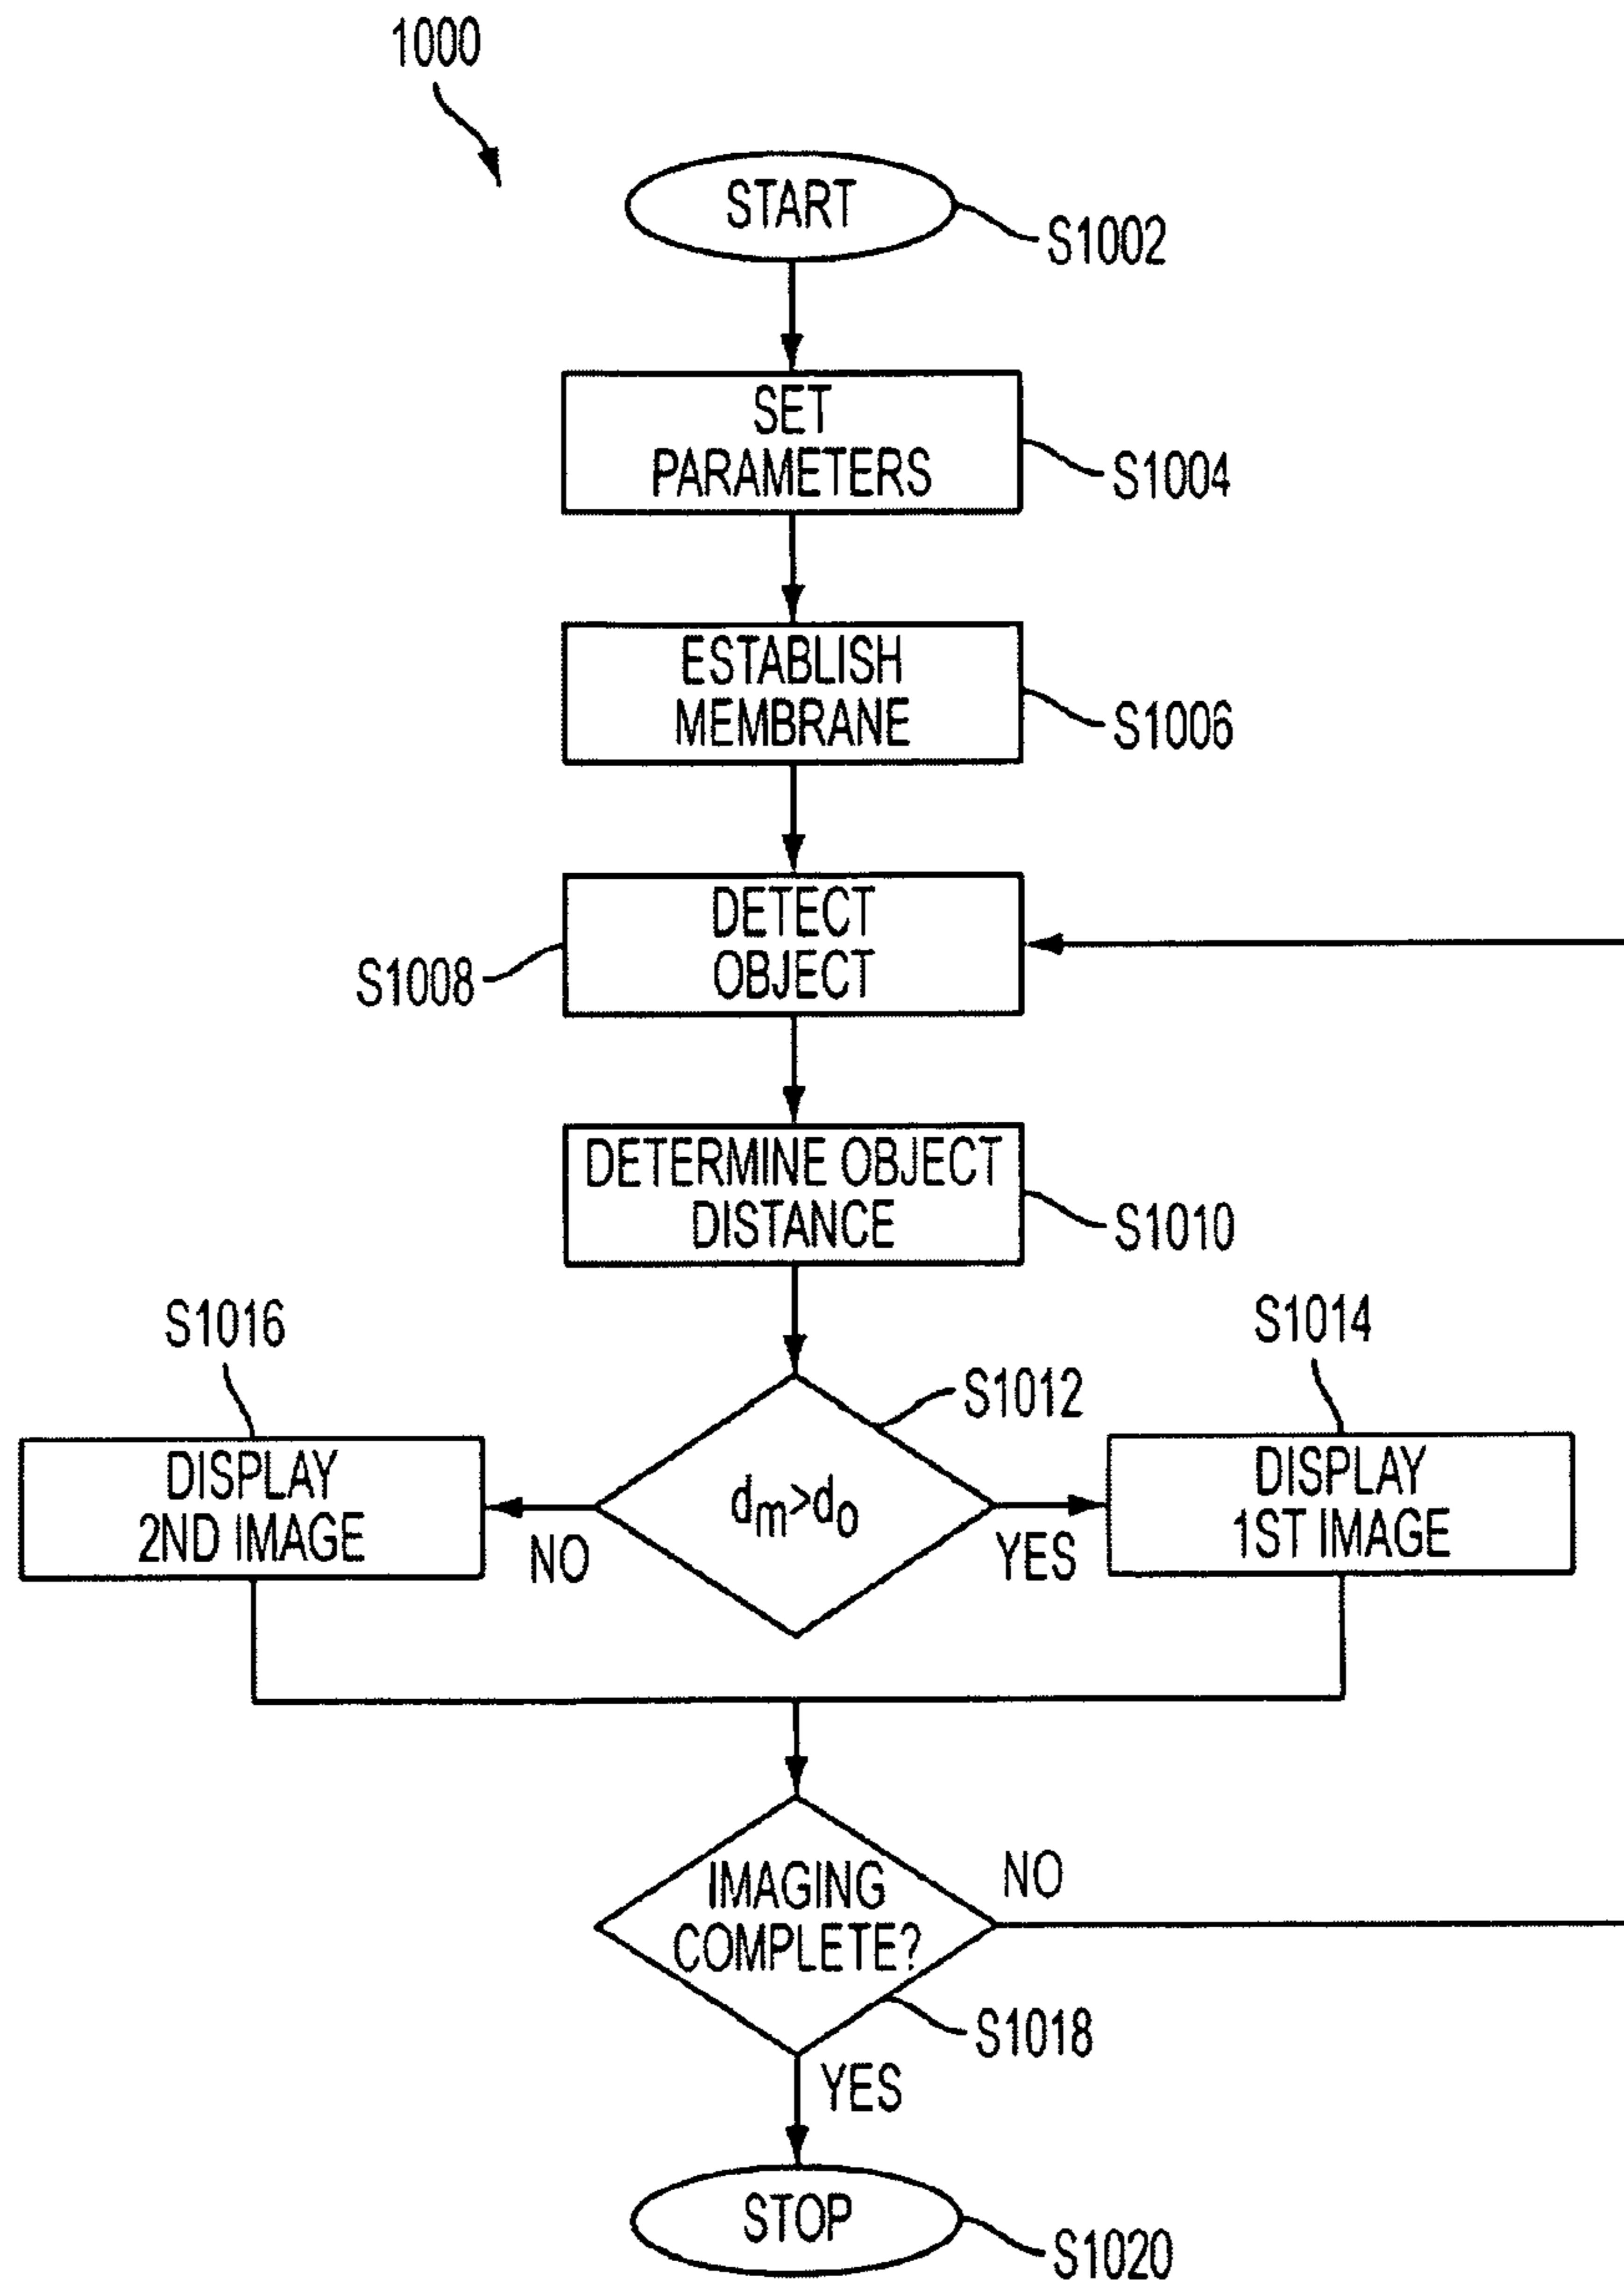 1000
START
S1002
SET
PARAMETERS
S1004
ESTABLISH
MEMBRANE
S1006
DETECT
OBJECT
S1008
DETERMINE OBJECT
DISTANCE
S1010
S1016
S1014
S1012
DISPLAY
2ND IMAGE
NO
dm>do
YES
DISPLAY
1ST IMAGE
IMAGING
COMPLETE?
NO
S1018
YES
STOP
S1020